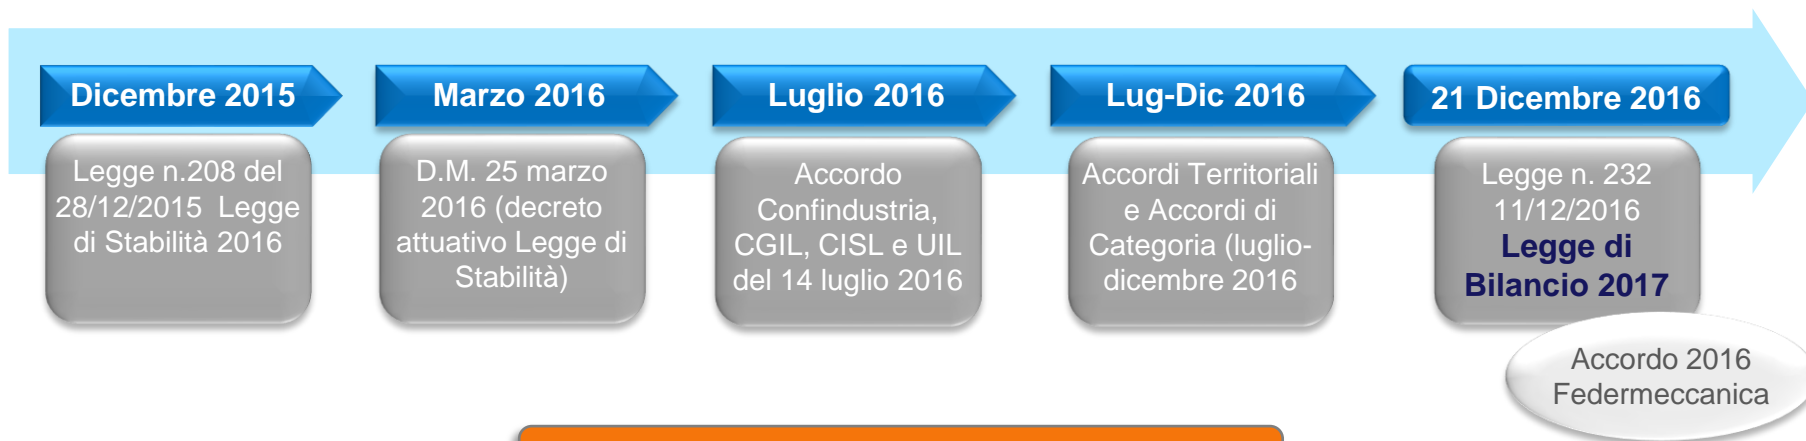 Dicembre 2015
Marzo 2016
Luglio 2016
Lug-Dic 2016
21 Dicembre 2016
Legge n.208 del
28/12/2015  Legge
di Stabilità 2016
D.M. 25 marzo
2016 (decreto
attuativo Legge di
Stabilità)
Accordo
Confindustria,
CGIL, CISL e UIL
del 14 luglio 2016
Accordi Territoriali
e Accordi di
Categoria (luglio-
dicembre 2016
Legge n. 232
11/12/2016
Legge di
Bilancio 2017
Accordo 2016
Federmeccanica